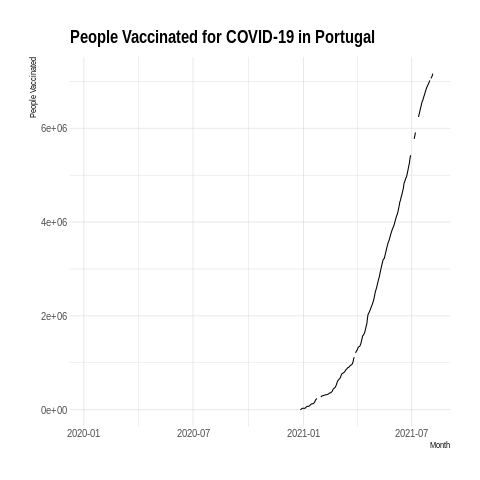 People Vaccinated for COVID-19 in Portugal
People Vaccinated
6e+06
4e+06
2e+06
0e+00
2020-01 2020-07 2021-01 2021-07
Month